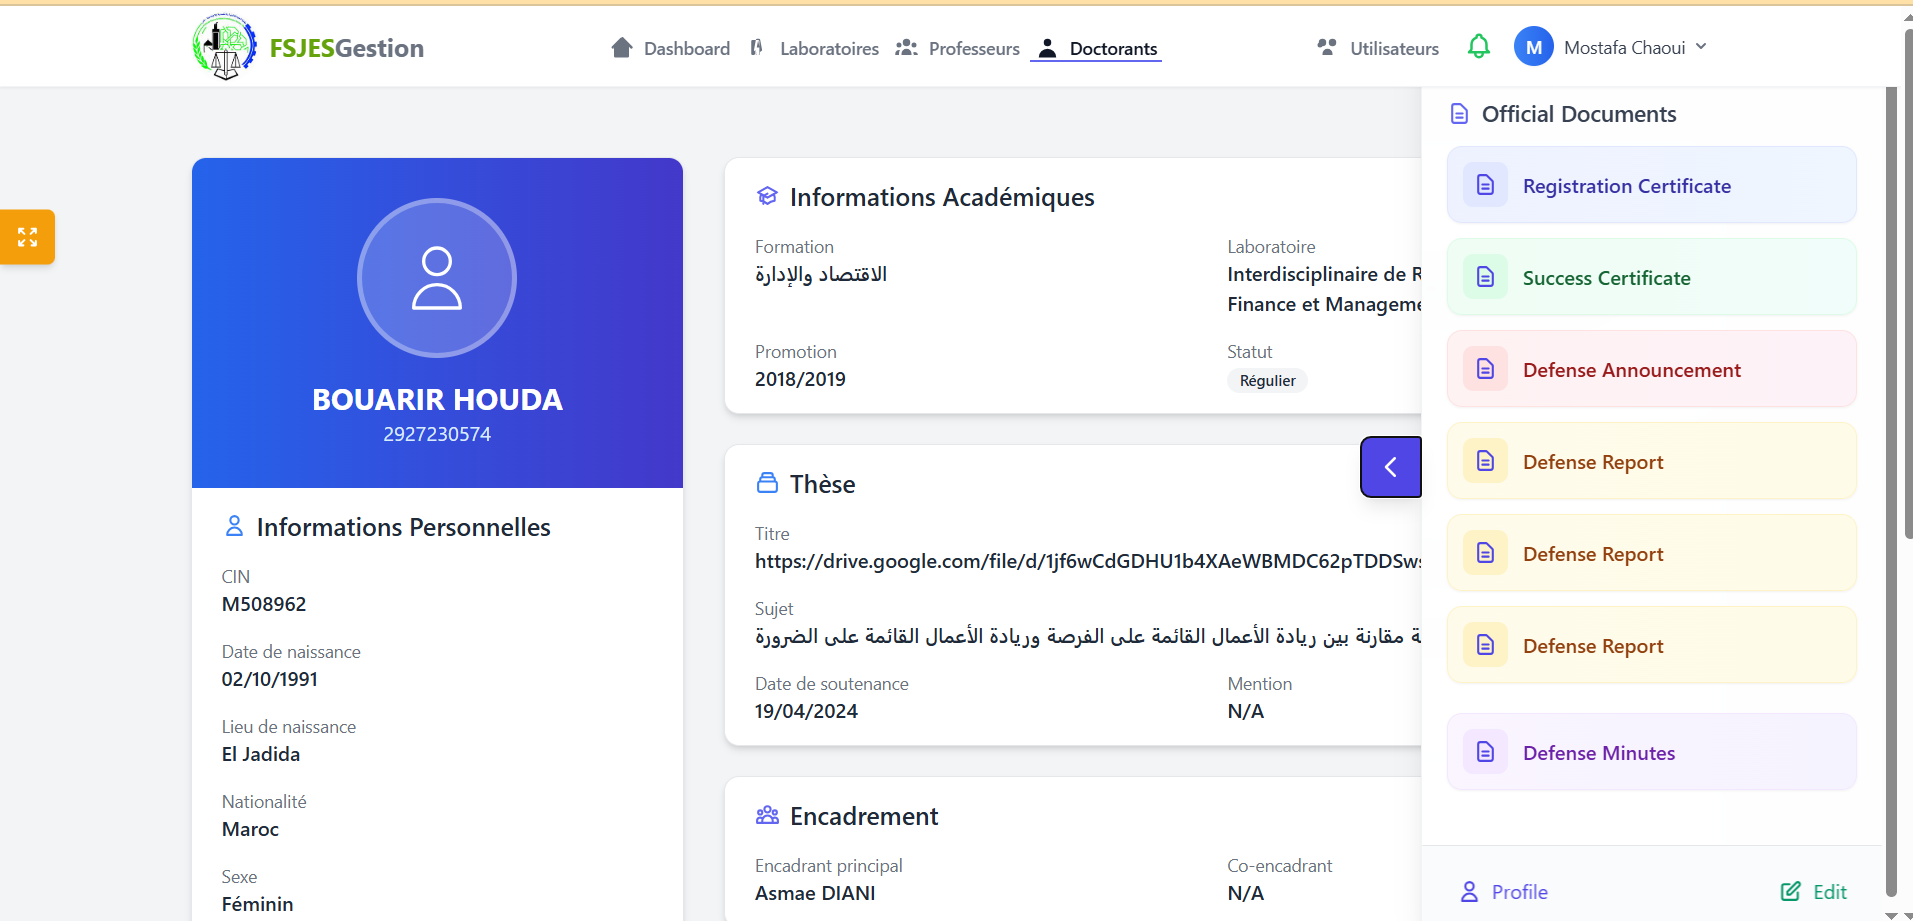 FSJESGestion
Dashboard
Laboratoires
Professeurs
Doctorants
Utilisateurs
M
Mostafa Chaoui
BOUARIR HOUDA
2927230574
Informations Personnelles
CIN
M508962
Date de naissance
02/10/1991
Lieu de naissance
El Jadida
Nationalité
Maroc
Sexe
Féminin
Informations Académiques
Formation
الاقتصاد والإدارة
Laboratoire
Interdisciplinaire de R
Finance et Manageme
Promotion
2018/2019
Statut
Régulier
Thèse
Titre
https://drive.google.com/file/d/1jf6wCdGDHU1b4XAeWBMDC62pTDDSws
Sujet
ة مقارنة بين ريادة الأعمال القائمة على الفرصة وريادة الأعمال القائمة على الضرورة
Date de soutenance
19/04/2024
Mention
N/A
Encadrement
Encadrant principal
Asmae DIANI
Co-encadrant
N/A
Official Documents
Registration Certificate
Success Certificate
Defense Announcement
Defense Report
Defense Report
Defense Report
Defense Minutes
Profile
Edit